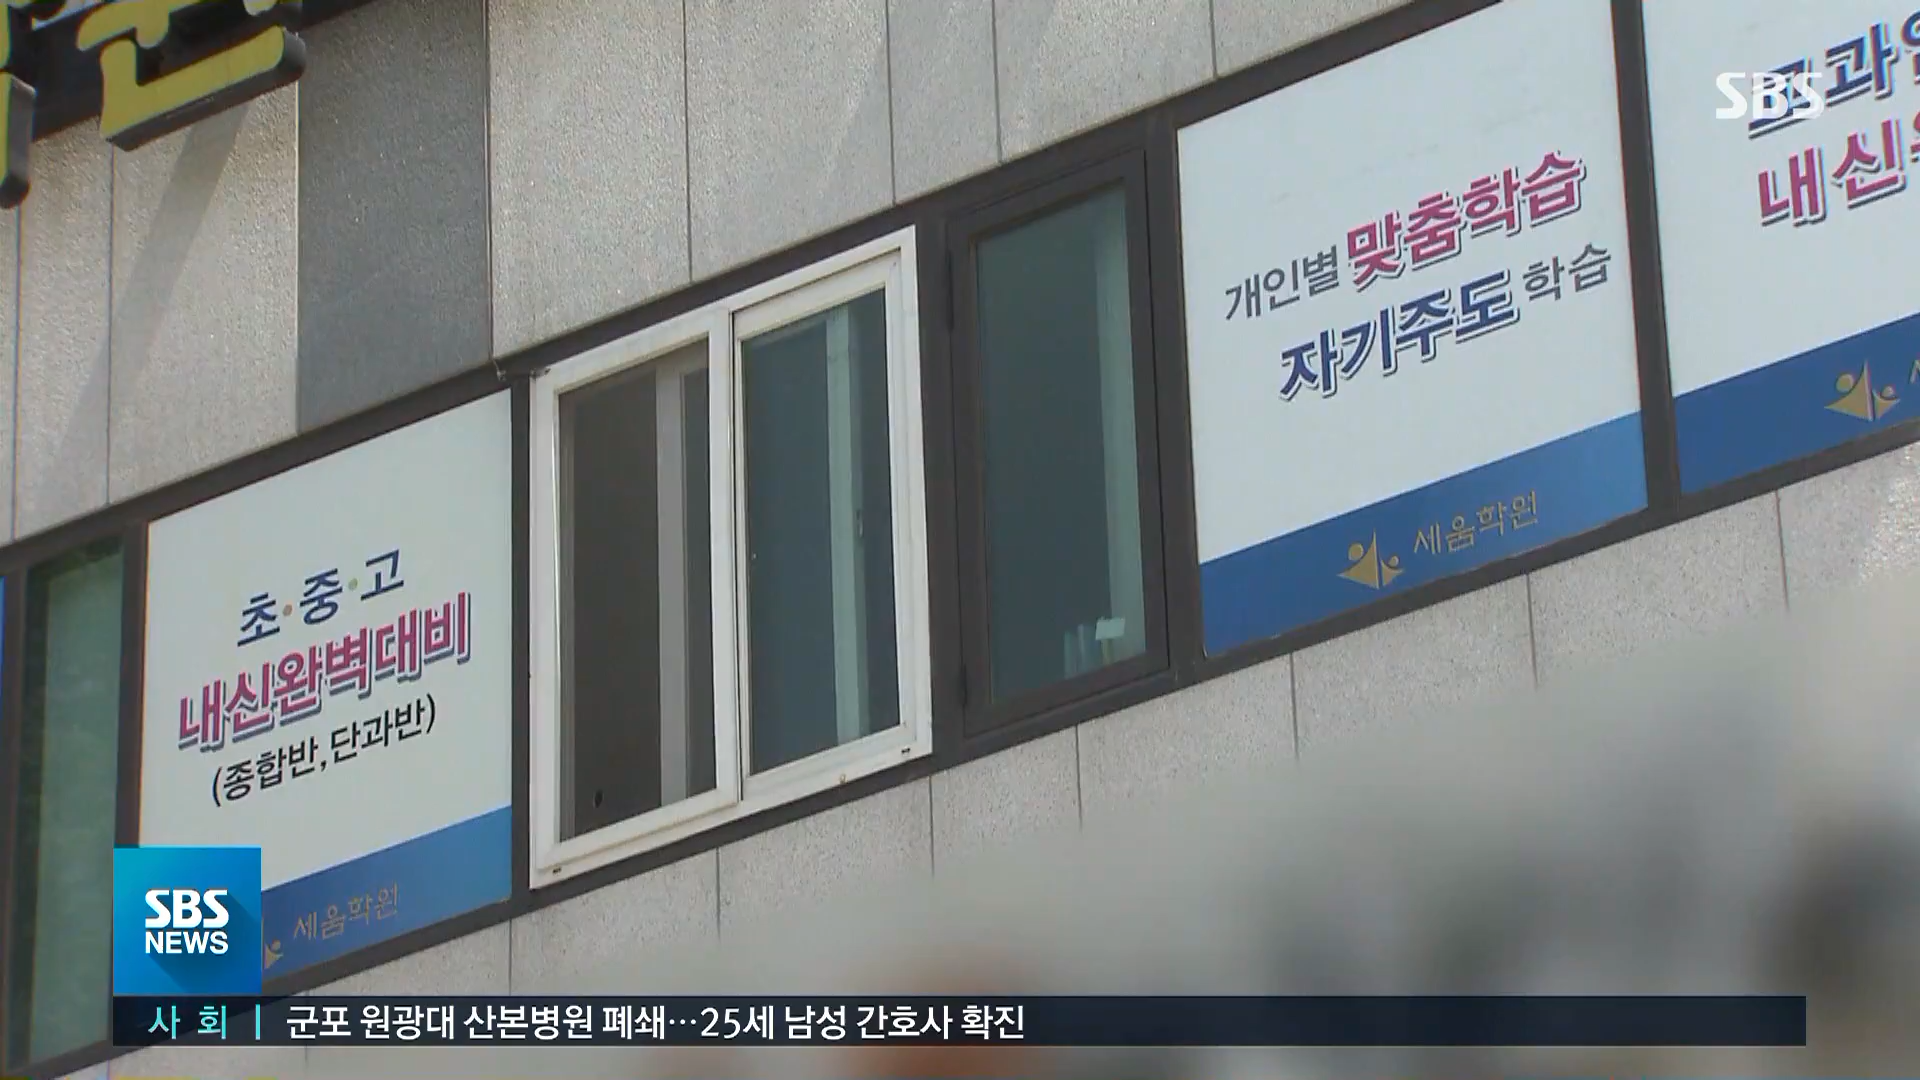 SBS
개인별 맞춤학습
자기주도 학습
세움학원
내신
초·중·고
내신완벽대비
(종합반, 단과반)
세움학원
SBS
NEWS
사회 | 군포 원광대 산본병원 폐쇄…25세 남성 간호사 확진